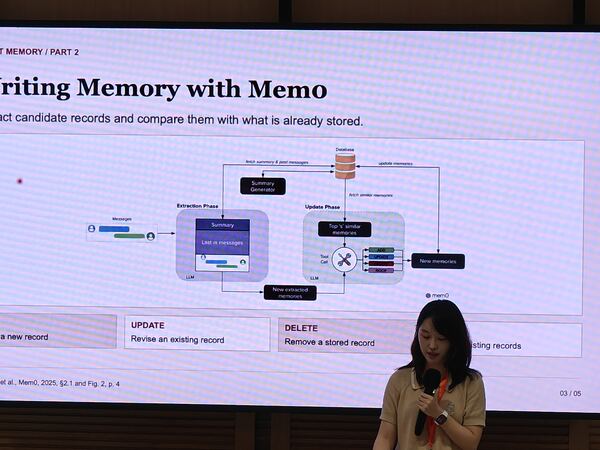 T MEMORY / PART 2
riting Memory with Mem0
act candidate records and compare them with what is already stored.
Database
fetch summary & past messages
update memories
Summary
Generator
fetch similar memories
Extraction Phase
Update Phase
Messages
Summary
Last m messages
LLM
Top 's' similar
memories
Tool
Call
ADD
UPDATE
DELETE
NOOP
LLM
New memories
New extracted
memories
mem0
a new record
UPDATE
Revise an existing record
DELETE
Remove a stored record
isting records
et al., Mem0, 2025, §2.1 and Fig. 2, p. 4
03 / 05